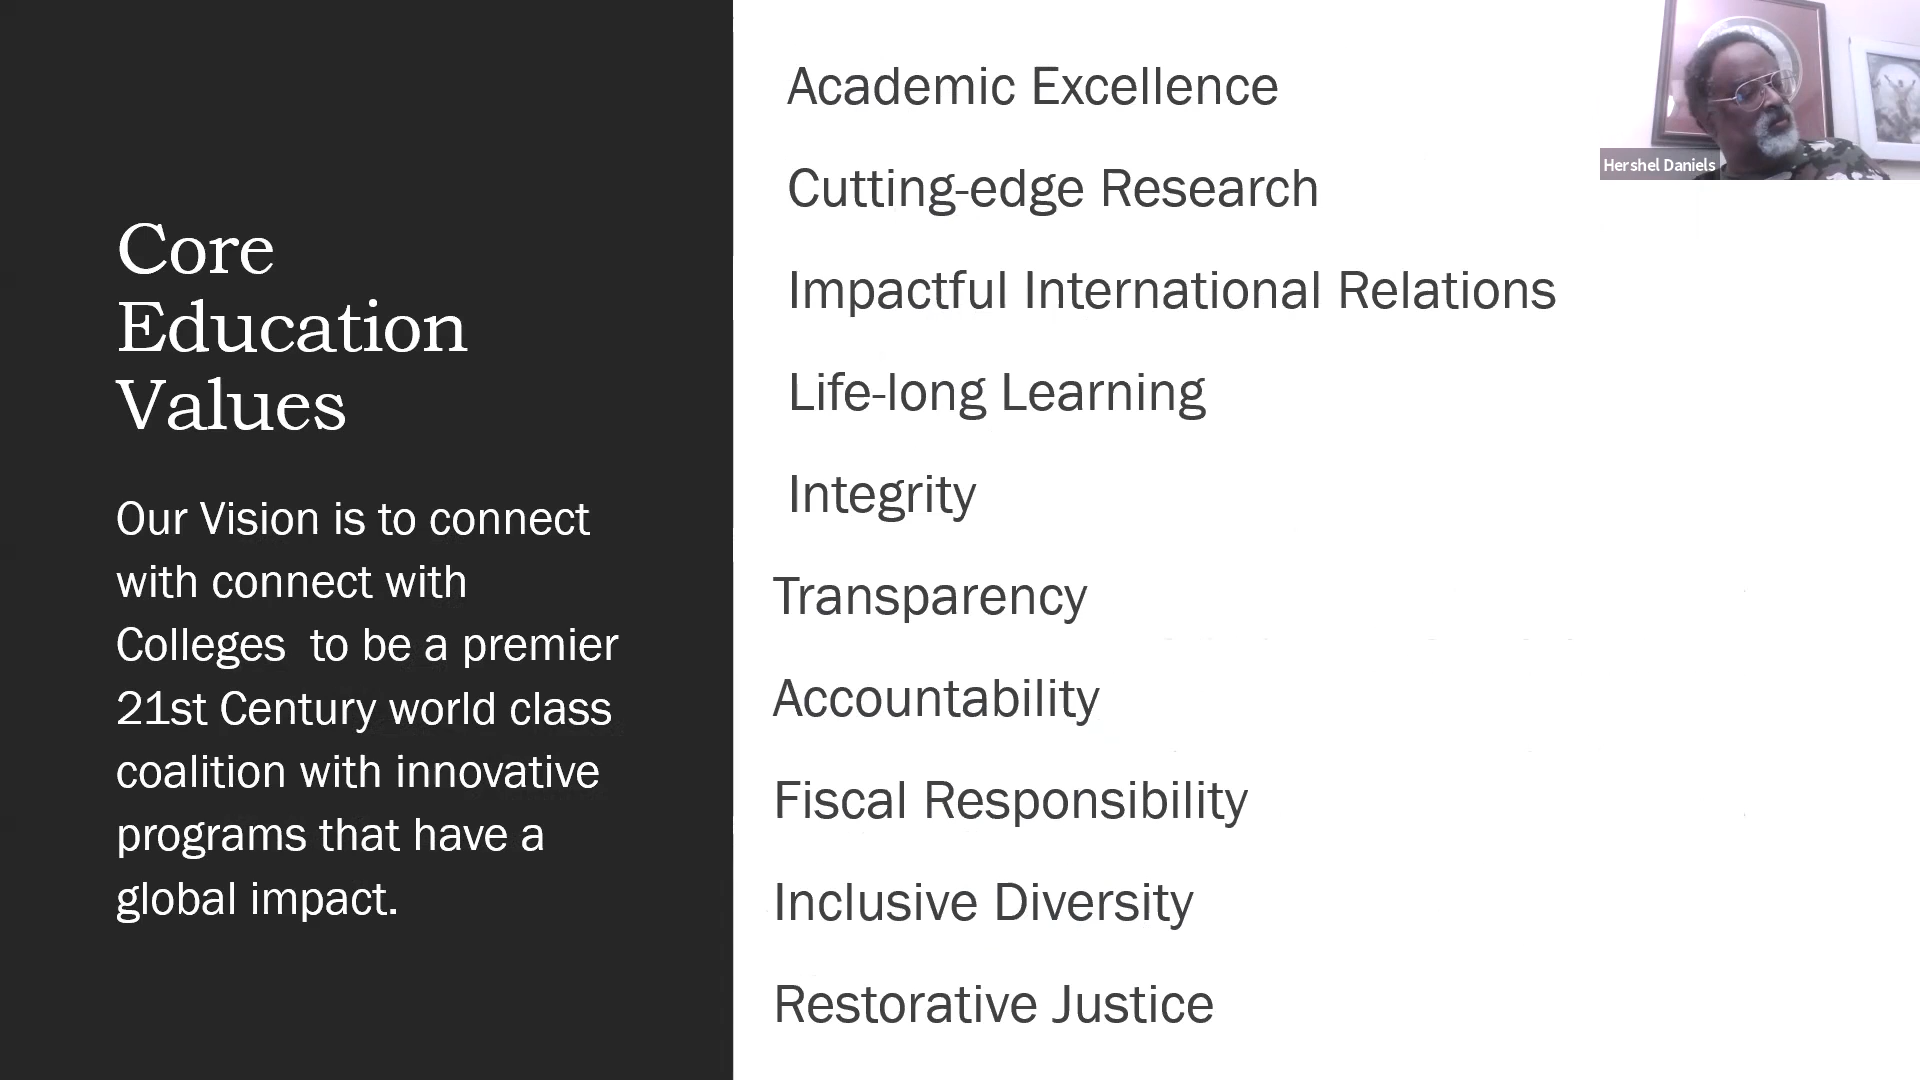 Core
Education
Values
Our Vision is to connect
with connect with
Colleges  to be a premier
21st Century world class
coalition with innovative
programs that have a
global impact.
Academic Excellence
Cutting-edge Research
Impactful International Relations
Life-long Learning
Integrity
Transparency
Accountability
Fiscal Responsibility
Inclusive Diversity
Restorative Justice
Hershel Daniels